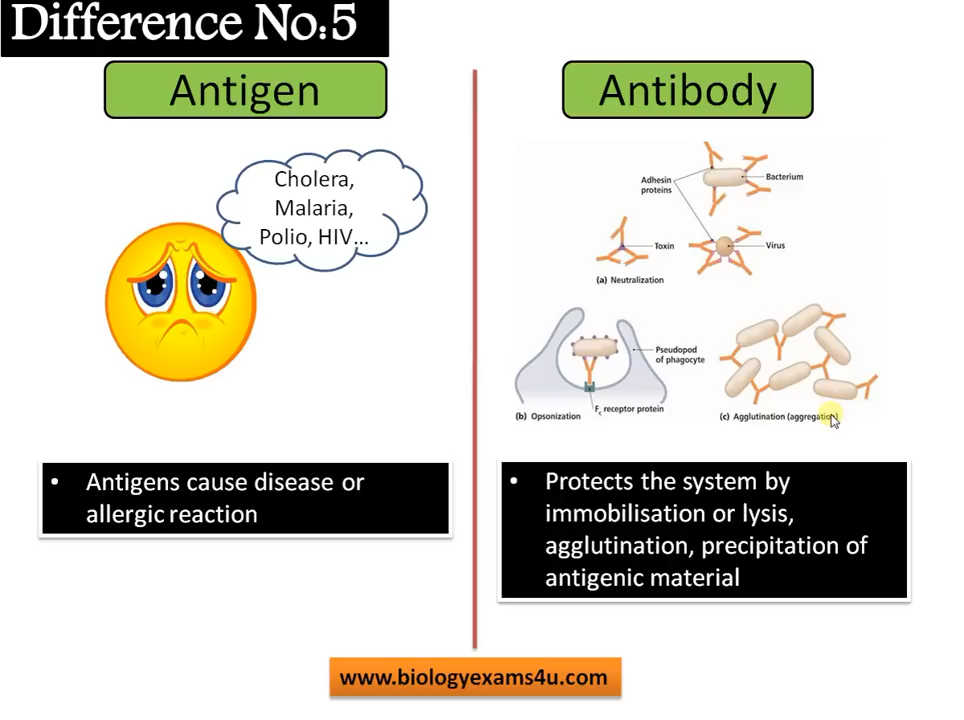 Difference No:5
Antigen
Cholera,
Malaria,
Polio, HIV...
• Antigens cause disease or
allergic reaction
Antibody
Adhesin
proteins
Bacterium
Toxin
Virus
(a) Neutralization
Pseudopod
of phagocyte
Fc receptor protein
(b) Opsonization
(c) Agglutination (aggregation)
• Protects the system by
immobilisation or lysis,
agglutination, precipitation of
antigenic material
www.biologyexams4u.com